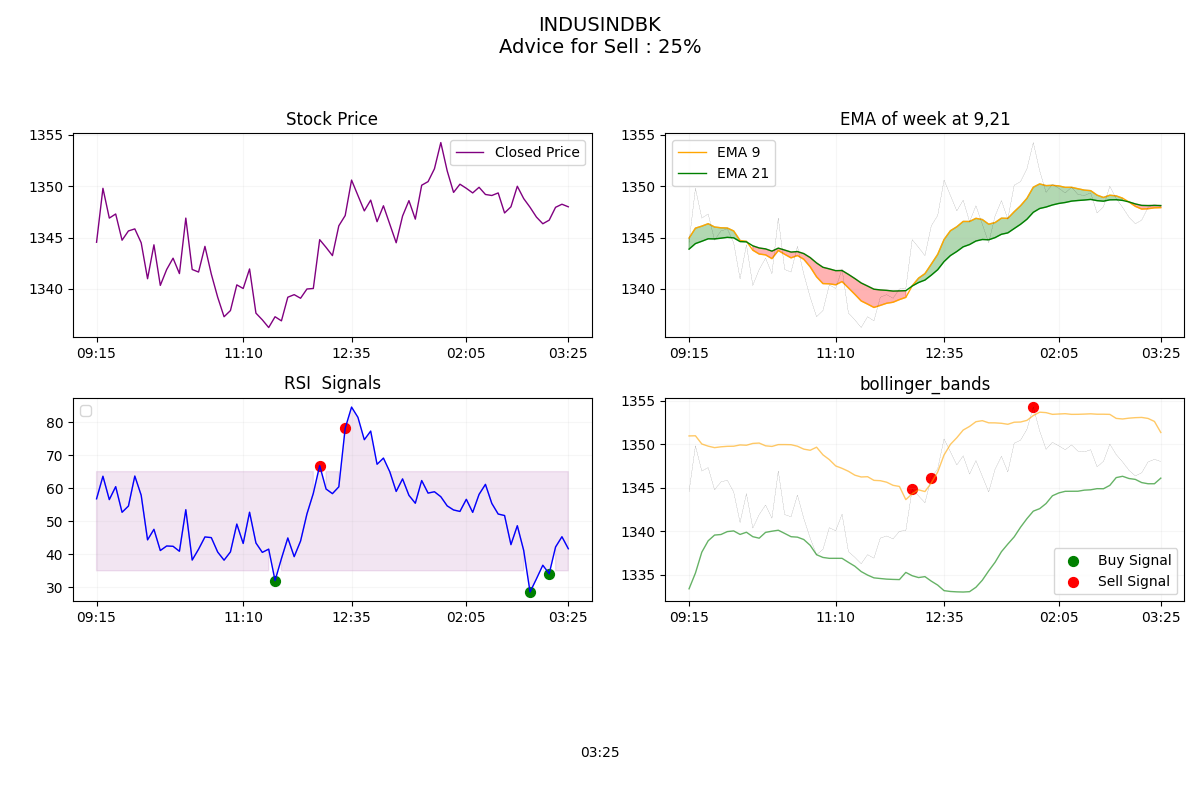 INDUSINDBK
Advice for Sell : 25%
Stock Price
1355
1350
1345
1340
Closed Price
09:15 11:10 12:35 02:05 03:25
EMA of week at 9,21
1355
1350
1345
1340
EMA 9
EMA 21
09:15 11:10 12:35 02:05 03:25
RSI  Signals
80
70
60
50
40
30
09:15 11:10 12:35 02:05 03:25
bollinger_bands
1355
1350
1345
1340
1335
Buy Signal
Sell Signal
09:15 11:10 12:35 02:05 03:25
03:25